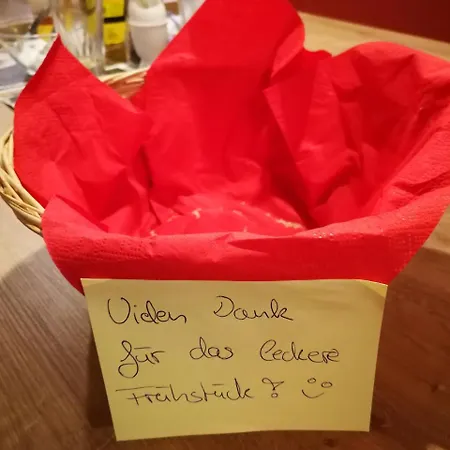 Vielen Dank
für das leckere
Frühstück! :)